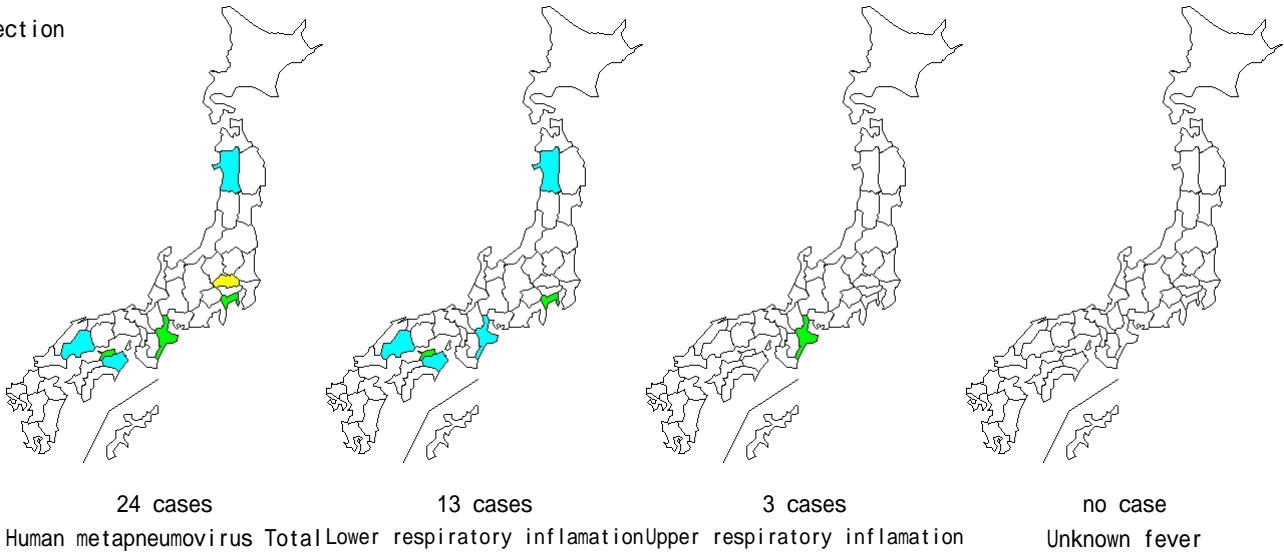 ection
24 cases
13 cases
3 cases
no case
Human metapneumovirus Total
Lower respiratory inflamation
Upper respiratory inflamation
Unknown fever